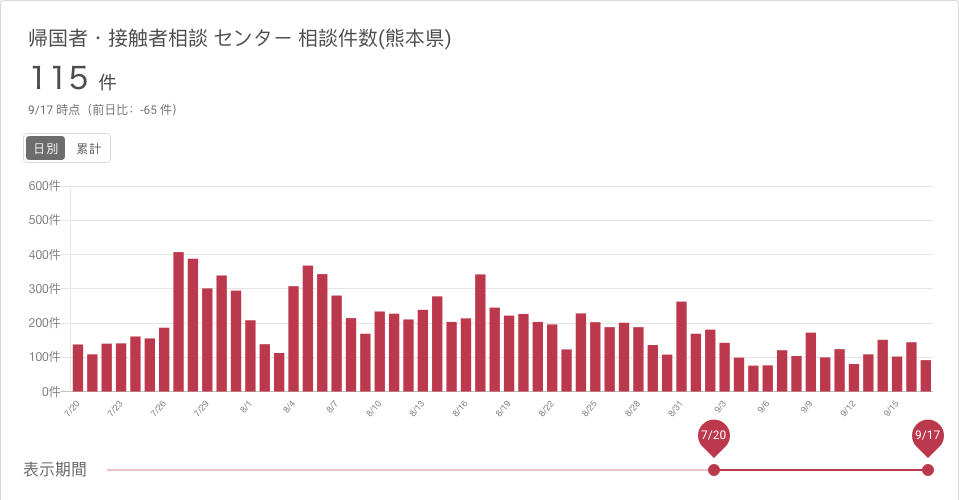 帰国者・接触者相談 センター 相談件数(熊本県)
115 件
9/17 時点（前日比：-65 件）
日別 累計
600件
500件
400件
300件
200件
100件
0件
7/20 7/23 7/26 7/29 8/1 8/4 8/7 8/10 8/13 8/16 8/19 8/22 8/25 8/28 8/31 9/3 9/6 9/9 9/12 9/15
7/20 9/17
表示期間